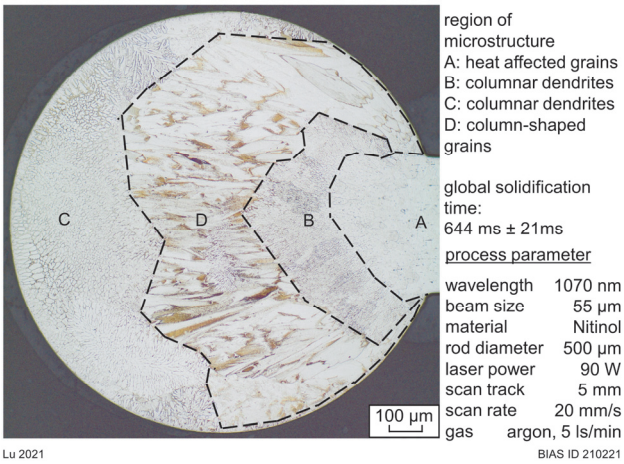 region of
microstructure
A: heat affected grains
B: columnar dendrites
C: columnar dendrites
D: column-shaped
grains
global solidification
time:
644 ms ± 21ms
process parameter
wavelength 1070 nm
beam size 55 µm
material Nitinol
rod diameter 500 µm
laser power 90 W
scan track 5 mm
scan rate 20 mm/s
gas argon, 5 ls/min
C
D
B
A
100 µm
Lu 2021
BIAS ID 210221